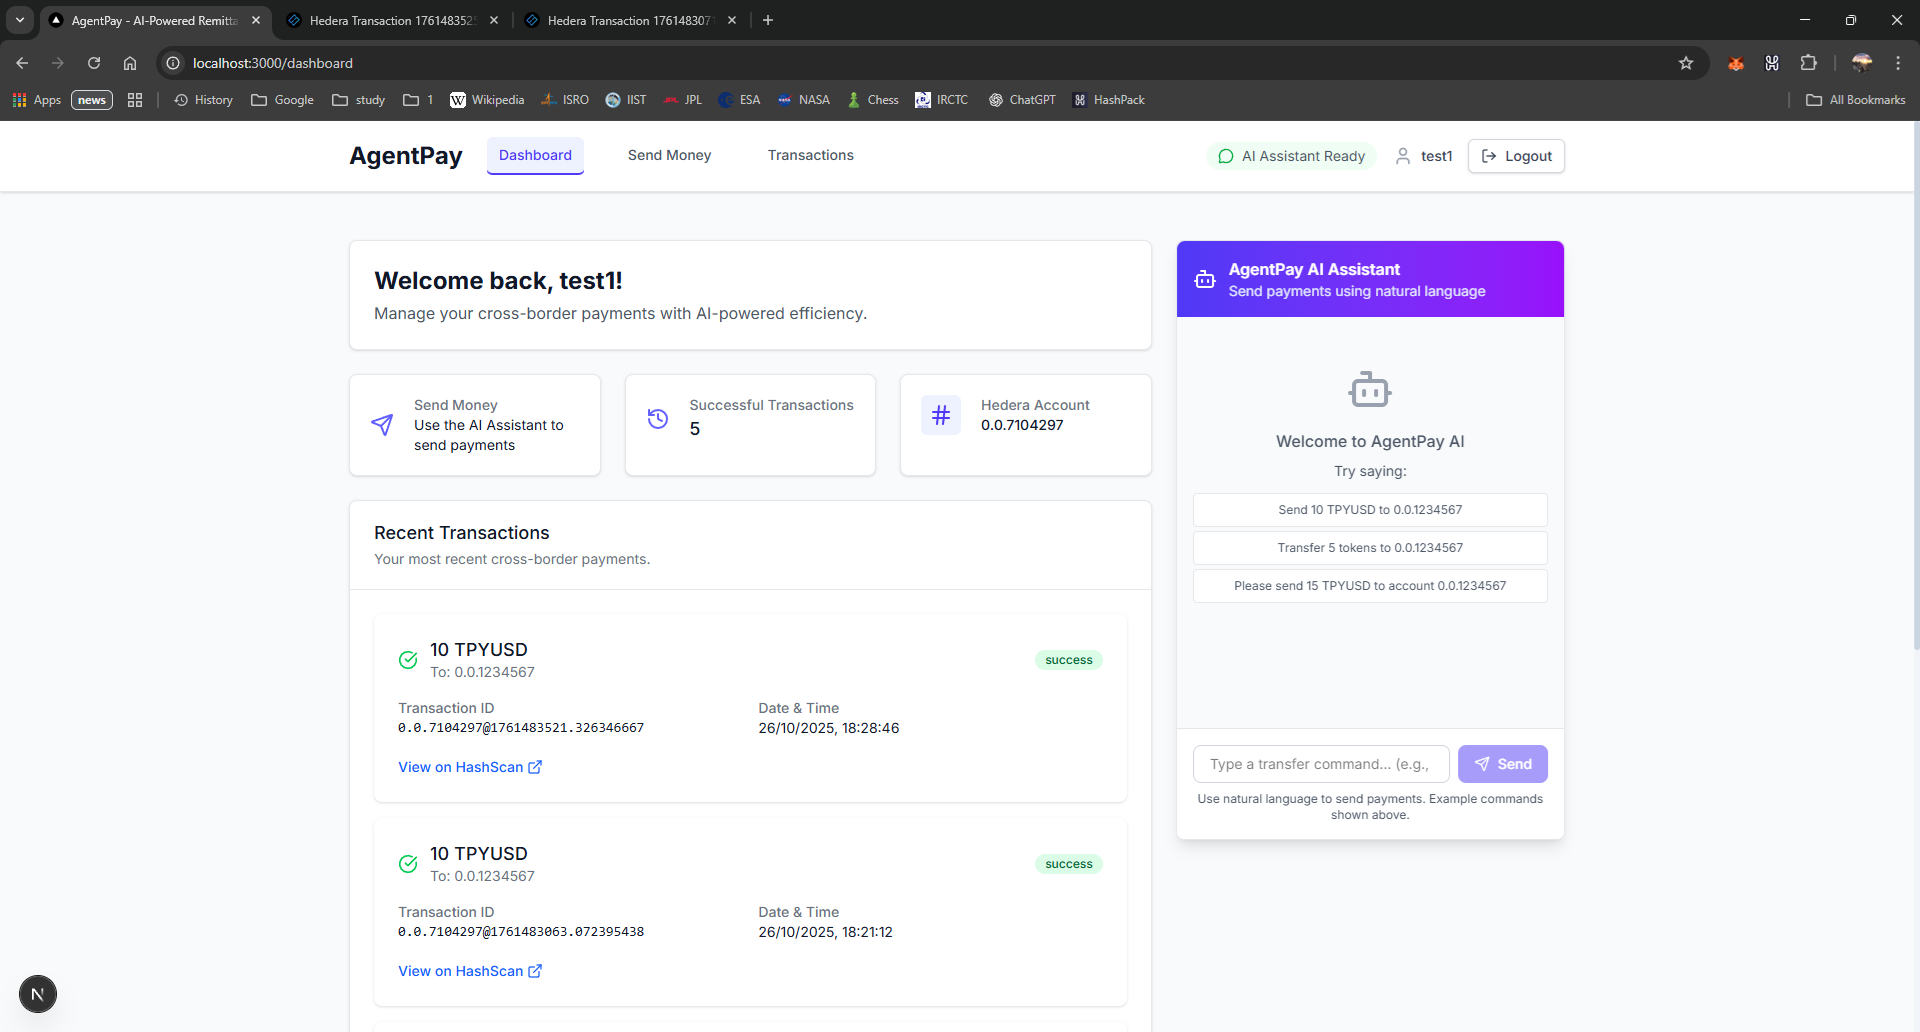 AgentPay - AI-Powered Remitta
Hedera Transaction 176148352
Hedera Transaction 1761483071
localhost:3000/dashboard
Apps
news
History
Google
study
1
Wikipedia
ISRO
IIST
JPL
ESA
NASA
Chess
IRCTC
ChatGPT
HashPack
All Bookmarks
AgentPay
Dashboard
Send Money
Transactions
AI Assistant Ready
test1
Logout
Welcome back, test1!
Manage your cross-border payments with AI-powered efficiency.
Send Money
Use the AI Assistant to
send payments
Successful Transactions
5
Hedera Account
0.0.7104297
Recent Transactions
Your most recent cross-border payments.
10 TPYUSD
To: 0.0.1234567
success
Transaction ID
0.0.7104297@1761483521.326346667
Date & Time
26/10/2025, 18:28:46
View on HashScan
10 TPYUSD
To: 0.0.1234567
success
Transaction ID
0.0.7104297@1761483063.072395438
Date & Time
26/10/2025, 18:21:12
View on HashScan
AgentPay AI Assistant
Send payments using natural language
Welcome to AgentPay AI
Try saying:
Send 10 TPYUSD to 0.0.1234567
Transfer 5 tokens to 0.0.1234567
Please send 15 TPYUSD to account 0.0.1234567
Type a transfer command... (e.g.,
Send
Use natural language to send payments. Example commands
shown above.
N